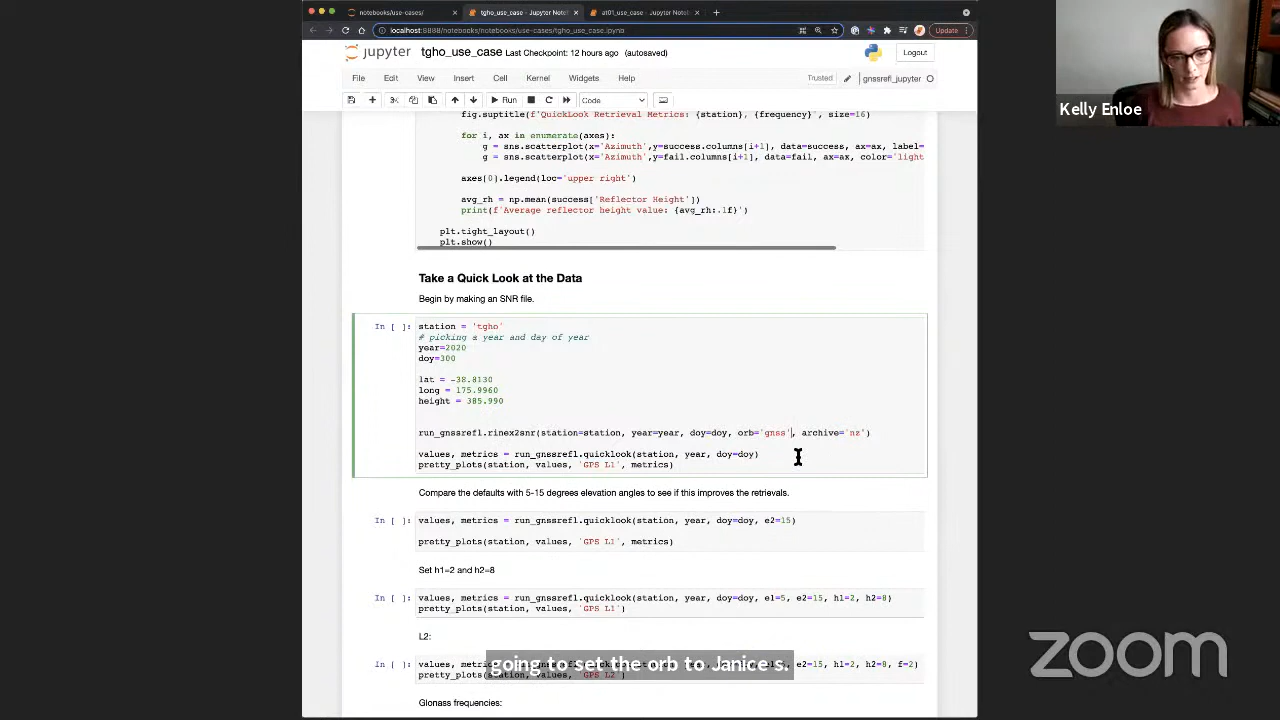 notebooks/use-cases/
tgho_use_case - Jupyter Noteb
at01_use_case - Jupyter Noteb
localhost:8888/notebooks/notebooks/use-cases/tgho_use_case.ipynb
Update
jupyter tgho_use_case Last Checkpoint: 12 hours ago (autosaved)
Logout
File Edit View Insert Cell Kernel Widgets Help
Trusted
gnssrefl_jupyter
Run
Code
fig.suptitle(f'QuickLook Retrieval Metrics: {station}, {frequency}', size=16)
for i, ax in enumerate(axes):
g = sns.scatterplot(x='Azimuth',y=success.columns[i+1], data=success, ax=ax, label=
g = sns.scatterplot(x='Azimuth',y=fail.columns[i+1], data=fail, ax=ax, color='light
axes[0].legend(loc='upper right')
avg_rh = np.mean(success['Reflector Height'])
print(f'Average reflector height value: {avg_rh:.1f}')
plt.tight_layout()
plt.show()
Take a Quick Look at the Data
Begin by making an SNR file.
In [ ]: station = 'tgho'
# picking a year and day of year
year=2020
doy=300
lat = -38.8130
long = 175.9960
height = 385.990
run_gnssrefl.rinex2snr(station=station, year=year, doy=doy, orb='gnss', archive='nz')
values, metrics = run_gnssrefl.quicklook(station, year, doy=doy)
pretty_plots(station, values, 'GPS L1', metrics)
Compare the defaults with 5-15 degrees elevation angles to see if this improves the retrievals.
In [ ]: values, metrics = run_gnssrefl.quicklook(station, year, doy=doy, e2=15)
pretty_plots(station, values, 'GPS L1', metrics)
Set h1=2 and h2=8
In [ ]: values, metrics = run_gnssrefl.quicklook(station, year, doy=doy, e1=5, e2=15, h1=2, h2=8)
pretty_plots(station, values, 'GPS L1')
L2:
In [ ]: values, metri
e2=15, h1=2, h2=8, f=2)
going to set the orb to Janice s.
pretty_plots(station, values, 'GPS L2')
Glonass frequencies:
Kelly Enloe
zoom